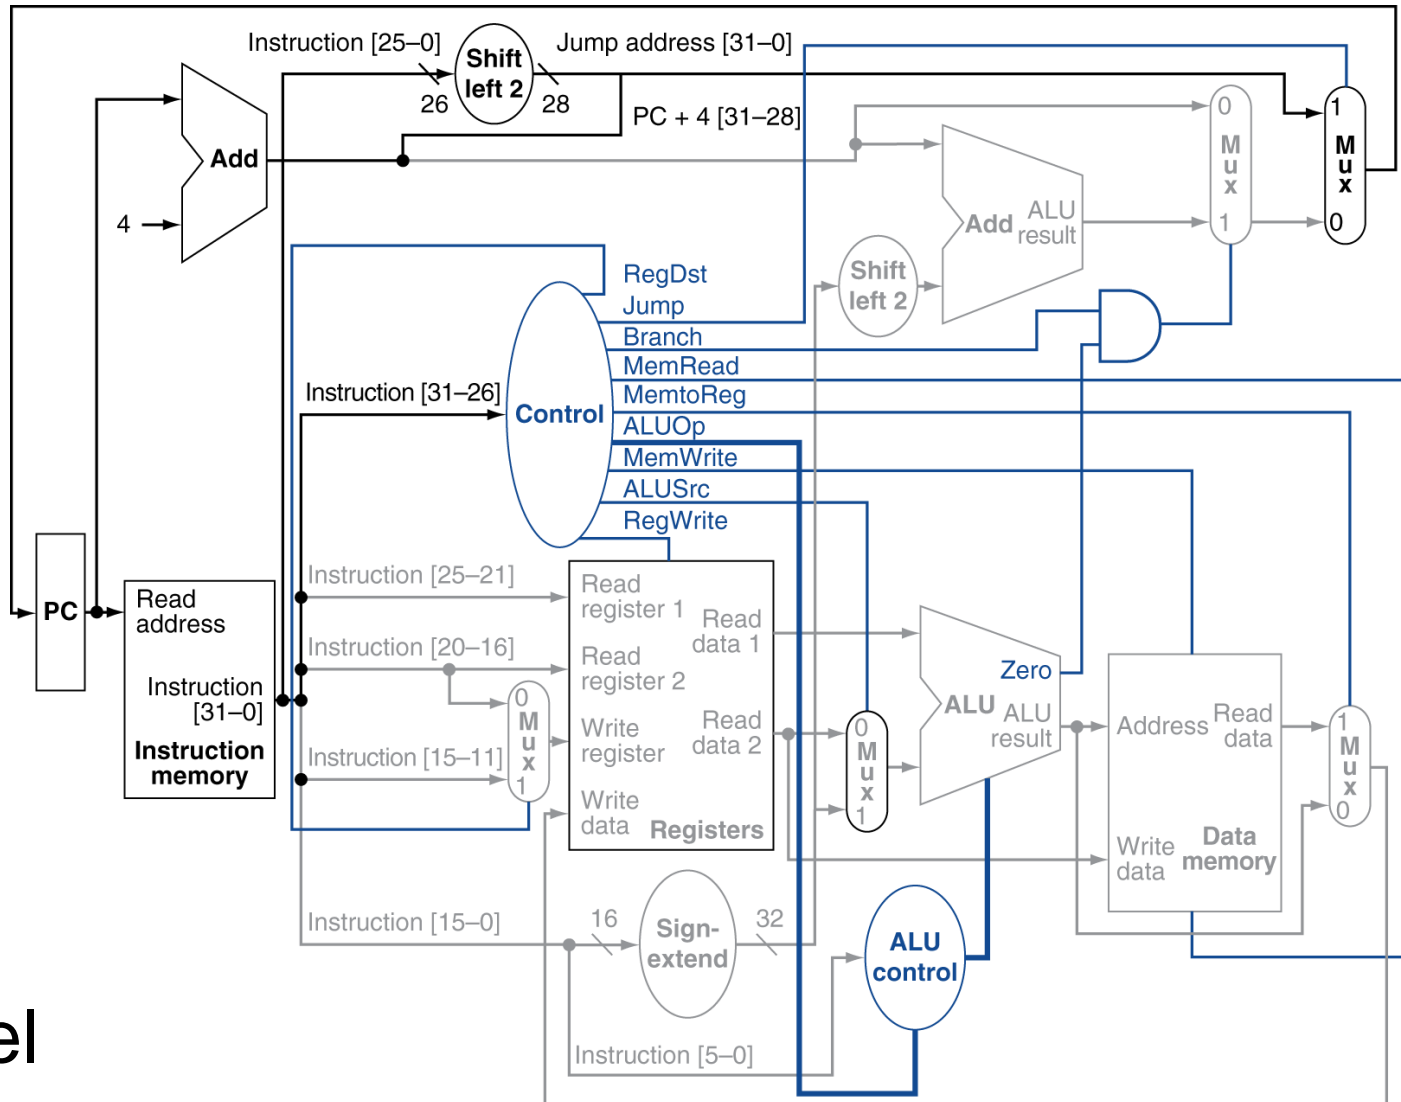 Instruction [25–0]
Shift
left 2
Jump address [31–0]
26
28
PC + 4 [31–28]
Add
4
0
M
u
x
1
1
M
u
x
0
Add
ALU
result
Shift
left 2
RegDst
Jump
Branch
MemRead
MemtoReg
ALUOp
MemWrite
ALUSrc
RegWrite
Instruction [31–26]
Control
PC
Read
address
Instruction
[31–0]
Instruction
memory
Instruction [25–21]
Instruction [20–16]
Instruction [15–11]
0
M
u
x
1
Read
register 1
Read
register 2
Write
register
Write
data
Read
data 1
Read
data 2
Registers
0
M
u
x
1
Zero
ALU
ALU
result
Address
Read
data
Write
data
Data
memory
1
M
u
x
0
Instruction [15–0]
16
Sign-
extend
32
ALU
control
Instruction [5–0]
el